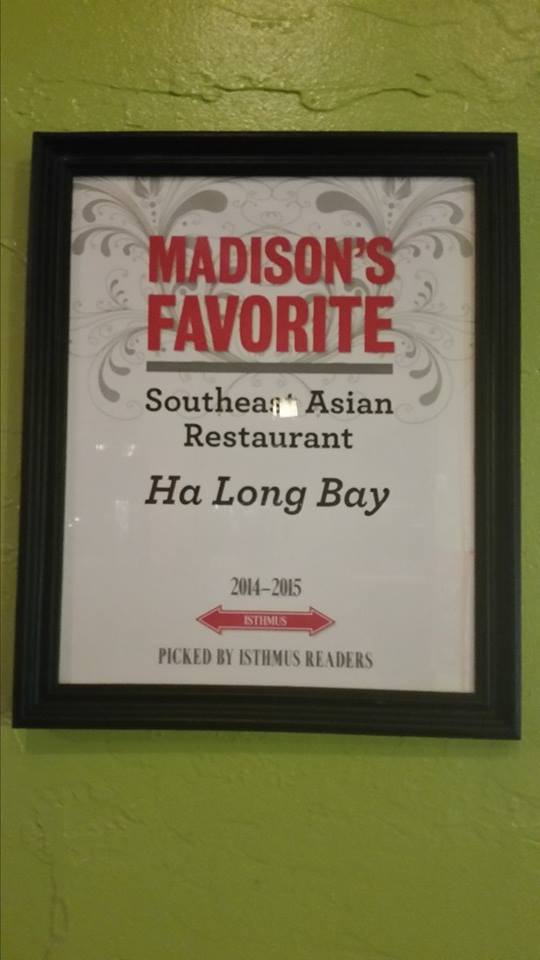 MADISON'S
FAVORITE
Southeast Asian
Restaurant
Ha Long Bay
2014–2015
ISTHMUS
PICKED BY ISTHMUS READERS